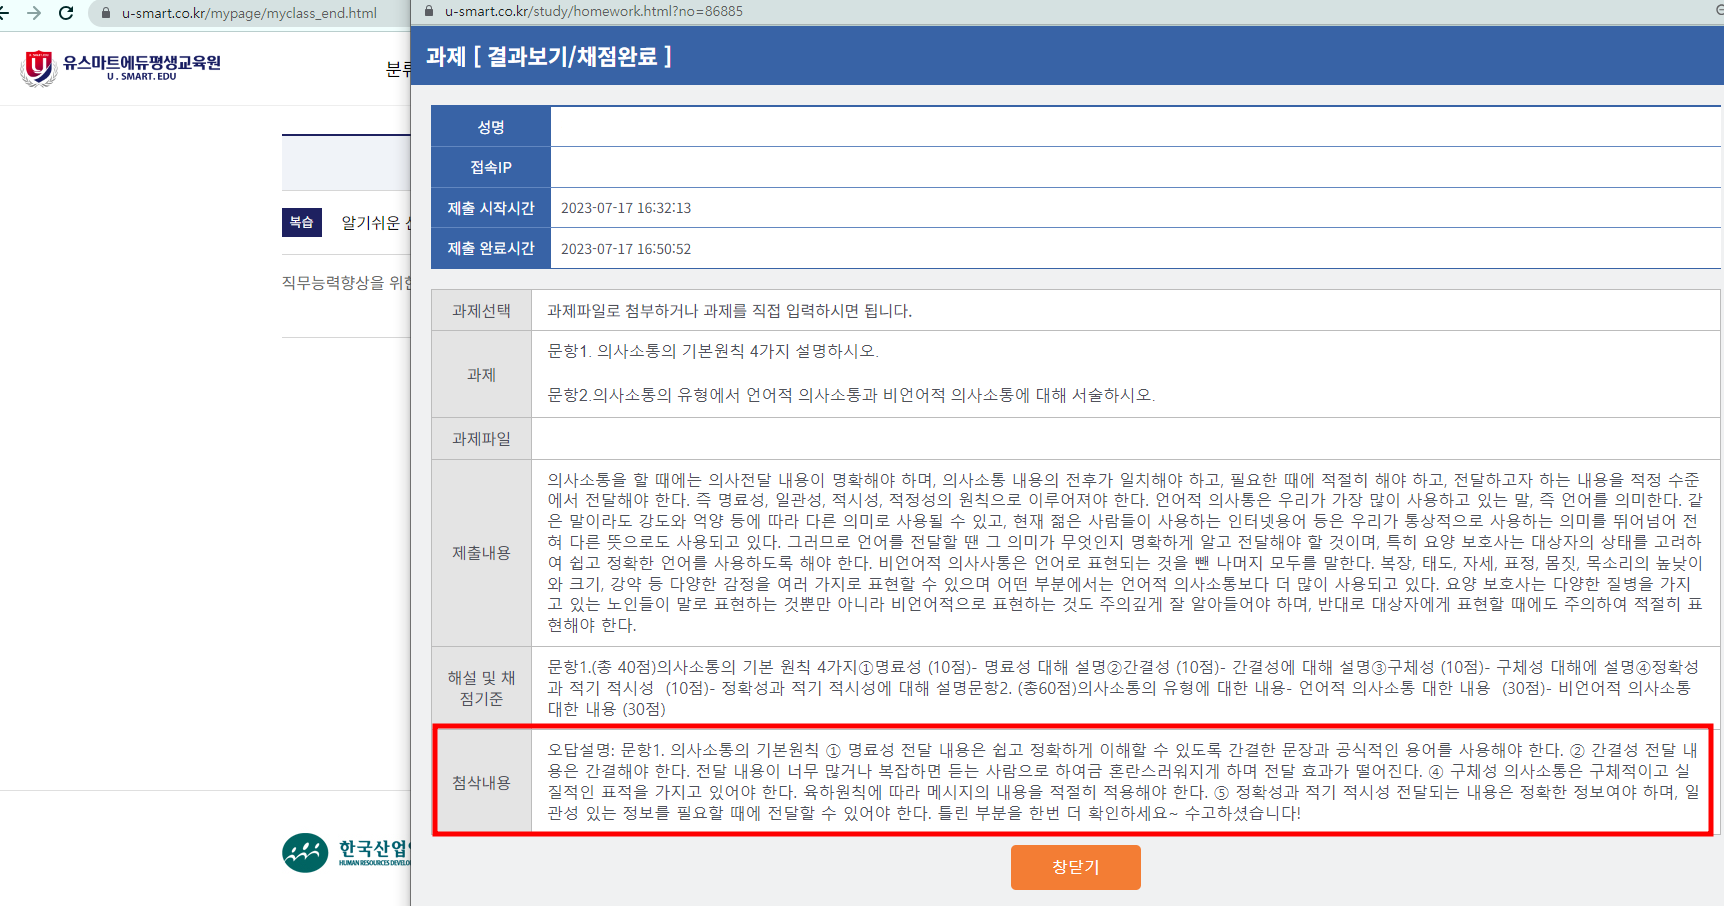 u-smart.co.kr/mypage/myclass_end.html
u-smart.co.kr/study/homework.html?no=86885
유스마트에듀평생교육원
U . SMART. EDU
분류
복습
알기쉬운
직무능력향상을 위한
한국산업인
HUMAN RESOURCES DEVELO
과제 [ 결과보기/채점완료 ]
성명
접속IP
제출 시작시간 2023-07-17 16:32:13
제출 완료시간 2023-07-17 16:50:52
과제선택 과제파일로 첨부하거나 과제를 직접 입력하시면 됩니다.
과제
문항1. 의사소통의 기본원칙 4가지 설명하시오.
문항2.의사소통의 유형에서 언어적 의사소통과 비언어적 의사소통에 대해 서술하시오.
과제파일
제출내용
의사소통을 할 때에는 의사전달 내용이 명확해야 하며, 의사소통 내용의 전후가 일치해야 하고, 필요한 때에 적절히 해야 하고, 전달하고자 하는 내용을 적정 수준
에서 전달해야 한다. 즉 명료성, 일관성, 적시성, 적정성의 원칙으로 이루어져야 한다. 언어적 의사통은 우리가 가장 많이 사용하고 있는 말, 즉 언어를 의미한다. 같
은 말이라도 강도와 억양 등에 따라 다른 의미로 사용될 수 있고, 현재 젊은 사람들이 사용하는 인터넷용어 등은 우리가 통상적으로 사용하는 의미를 뛰어넘어 전
혀 다른 뜻으로도 사용되고 있다. 그러므로 언어를 전달할 땐 그 의미가 무엇인지 명확하게 알고 전달해야 할 것이며, 특히 요양 보호사는 대상자의 상태를 고려하
여 쉽고 정확한 언어를 사용하도록 해야 한다. 비언어적 의사사통은 언어로 표현되는 것을 뺀 나머지 모두를 말한다. 복장, 태도, 자세, 표정, 몸짓, 목소리의 높낮이
와 크기, 강약 등 다양한 감정을 여러 가지로 표현할 수 있으며 어떤 부분에서는 언어적 의사소통보다 더 많이 사용되고 있다. 요양 보호사는 다양한 질병을 가지
고 있는 노인들이 말로 표현하는 것뿐만 아니라 비언어적으로 표현하는 것도 주의깊게 잘 알아들어야 하며, 반대로 대상자에게 표현할 때에도 주의하여 적절히 표
현해야 한다.
해설 및 채
점기준
문항1.(총 40점)의사소통의 기본 원칙 4가지①명료성 (10점)- 명료성 대해 설명②간결성 (10점)- 간결성에 대해 설명③구체성 (10점)- 구체성 대해에 설명④정확성
과 적기 적시성 (10점)- 정확성과 적기 적시성에 대해 설명문항2. (총60점)의사소통의 유형에 대한 내용- 언어적 의사소통 대한 내용 (30점)- 비언어적 의사소통
대한 내용 (30점)
첨삭내용
오답설명: 문항1. 의사소통의 기본원칙 ① 명료성 전달 내용은 쉽고 정확하게 이해할 수 있도록 간결한 문장과 공식적인 용어를 사용해야 한다. ② 간결성 전달 내
용은 간결해야 한다. 전달 내용이 너무 많거나 복잡하면 듣는 사람으로 하여금 혼란스러워지게 하며 전달 효과가 떨어진다. ④ 구체성 의사소통은 구체적이고 실
질적인 표적을 가지고 있어야 한다. 육하원칙에 따라 메시지의 내용을 적절히 적용해야 한다. ⑤ 정확성과 적기 적시성 전달되는 내용은 정확한 정보여야 하며, 일
관성 있는 정보를 필요할 때에 전달할 수 있어야 한다. 틀린 부분을 한번 더 확인하세요~ 수고하셨습니다!
창닫기